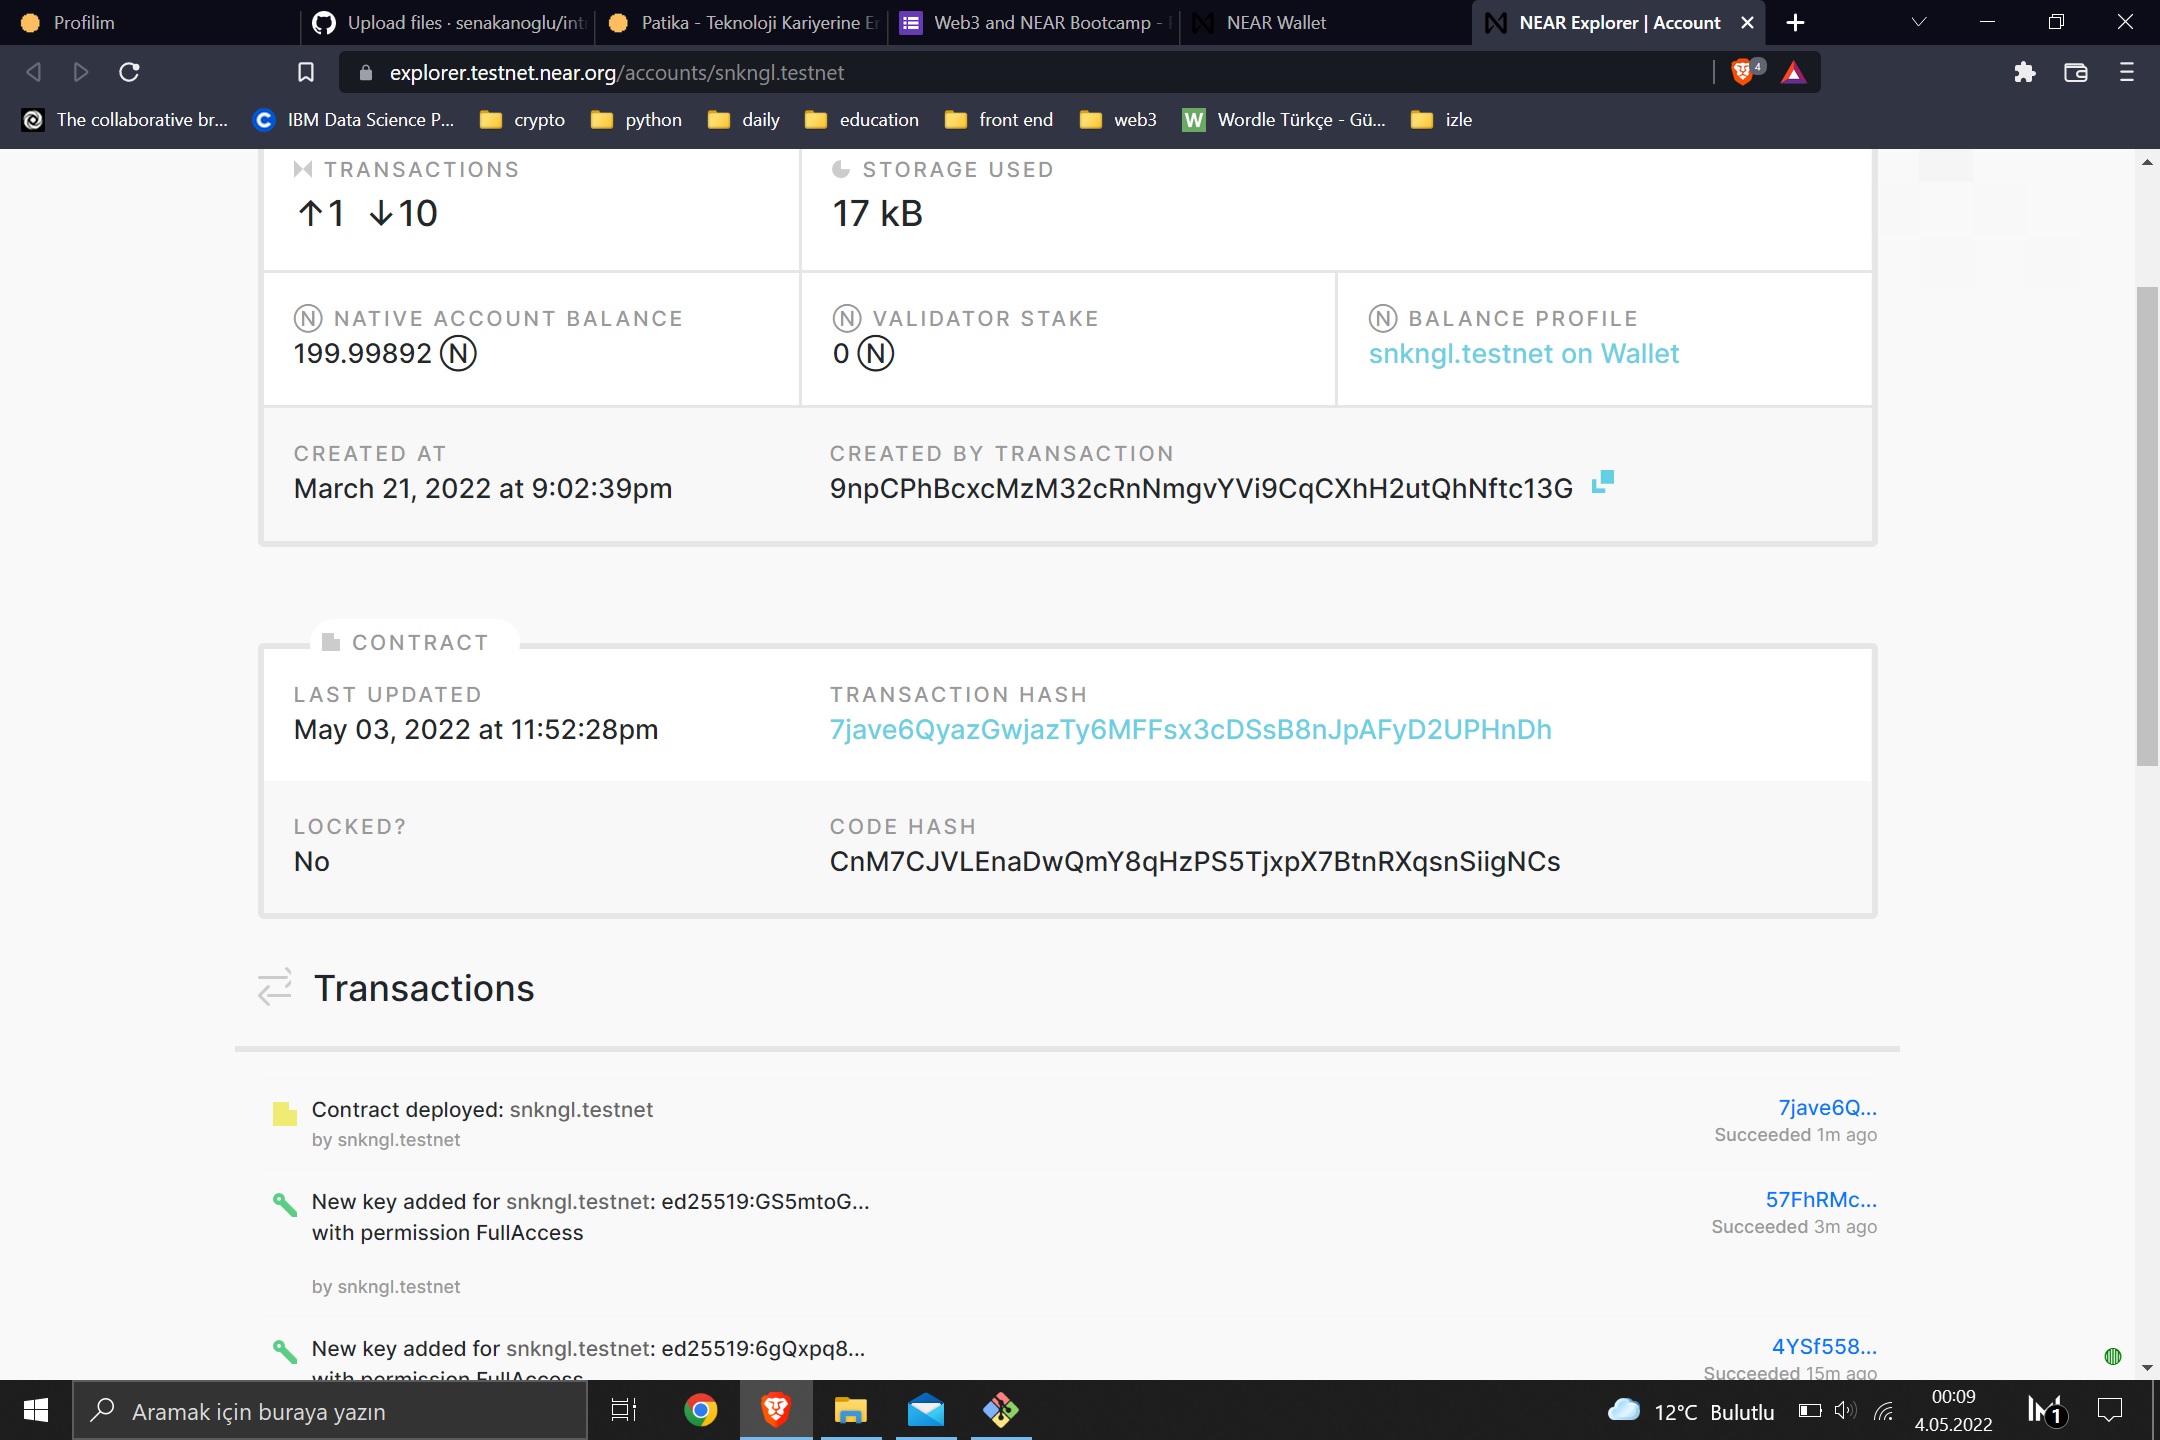 Profilim
Upload files · senakanoglu/int
Patika - Teknoloji Kariyerine Er
Web3 and NEAR Bootcamp -
NEAR Wallet
NEAR Explorer | Account
explorer.testnet.near.org/accounts/snkngl.testnet
4
The collaborative br...
IBM Data Science P...
crypto
python
daily
education
front end
web3
W Wordle Türkçe - Gü...
izle
TRANSACTIONS
↑1 ↓10
STORAGE USED
17 kB
NATIVE ACCOUNT BALANCE
199.99892 N
VALIDATOR STAKE
0 N
BALANCE PROFILE
snkngl.testnet on Wallet
CREATED AT
March 21, 2022 at 9:02:39pm
CREATED BY TRANSACTION
9npCPhBcxcMzM32cRnNmgvYVi9CqCXhH2utQhNftc13G
CONTRACT
LAST UPDATED
May 03, 2022 at 11:52:28pm
TRANSACTION HASH
7jave6QyazGwjazTy6MFFsx3cDSsB8nJpAFyD2UPHnDh
LOCKED?
No
CODE HASH
CnM7CJVLEnaDwQmY8qHzPS5TjxpX7BtnRXqsnSiigNCs
Transactions
Contract deployed: snkngl.testnet
by snkngl.testnet
7jave6Q...
Succeeded 1m ago
New key added for snkngl.testnet: ed25519:GS5mtoG...
with permission FullAccess
by snkngl.testnet
57FhRMc...
Succeeded 3m ago
New key added for snkngl.testnet: ed25519:6gQxpq8...
with permission FullAccess
4YSf558...
Succeeded 15m ago
Aramak için buraya yazın
12°C Bulutlu
00:09
4.05.2022
1